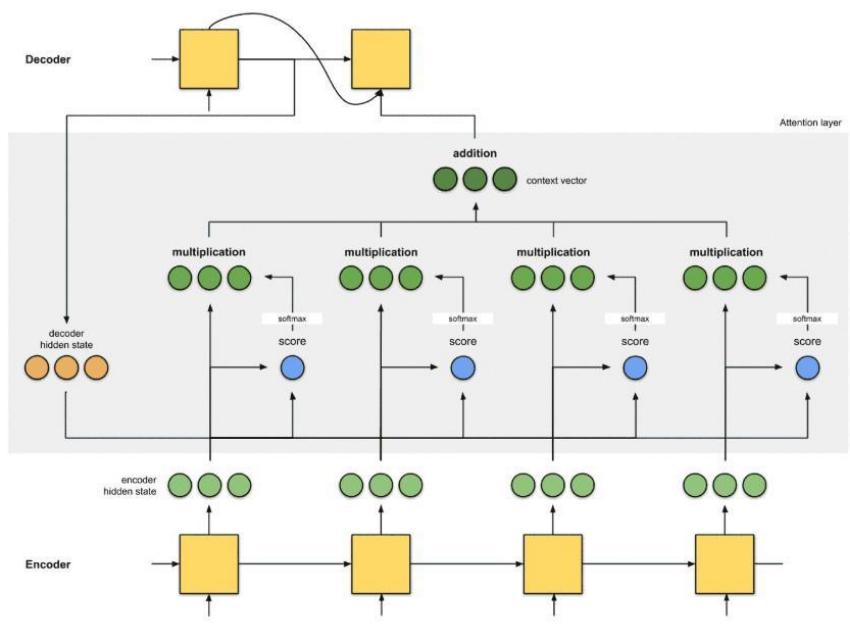 Decoder
Attention layer
addition
context vector
multiplication
multiplication
multiplication
multiplication
softmax
softmax
softmax
softmax
decoder
hidden state
score
score
score
score
encoder
hidden state
Encoder